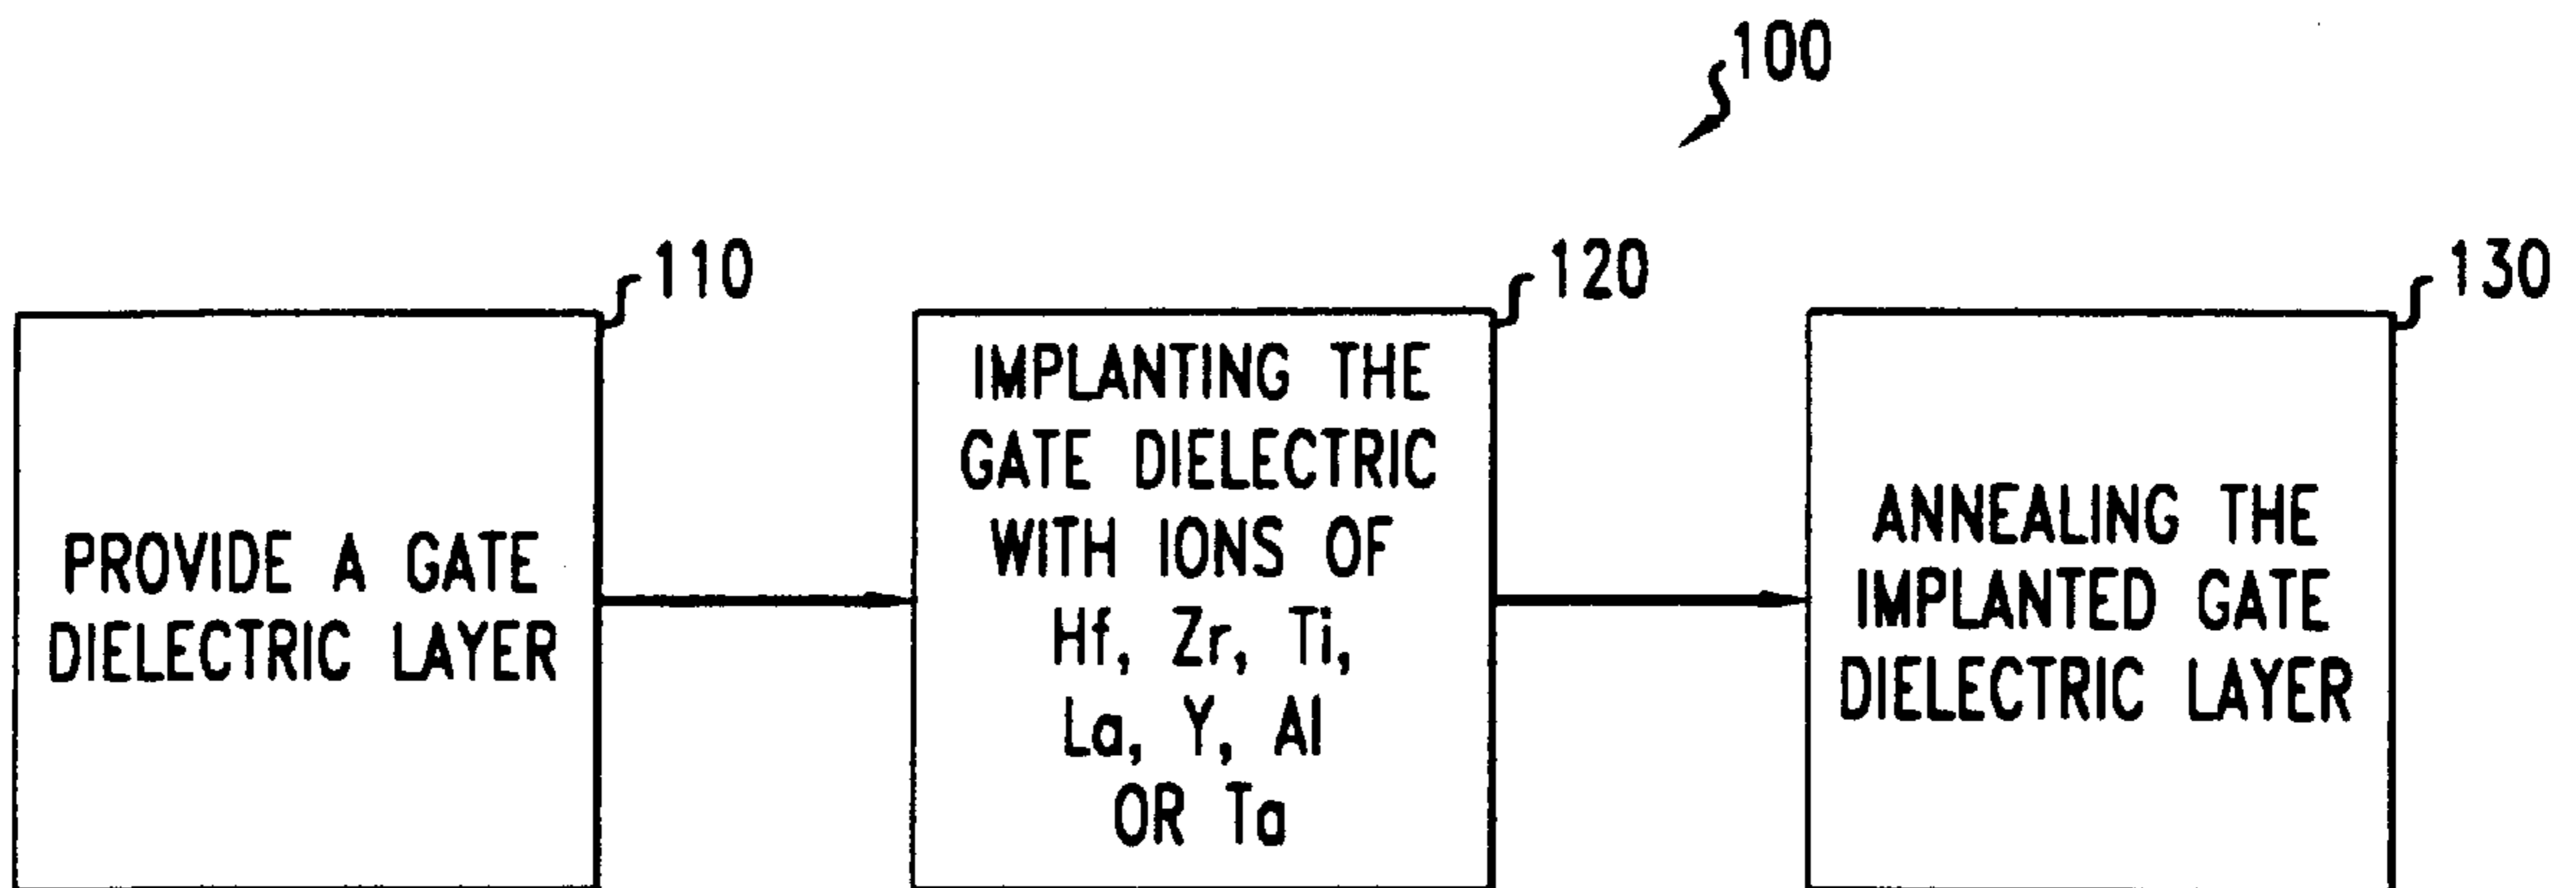 100
110
PROVIDE A GATE
DIELECTRIC LAYER
120
IMPLANTING THE
GATE DIELECTRIC
WITH IONS OF
Hf, Zr, Ti,
La, Y, Al
OR Ta
130
ANNEALING THE
IMPLANTED GATE
DIELECTRIC LAYER